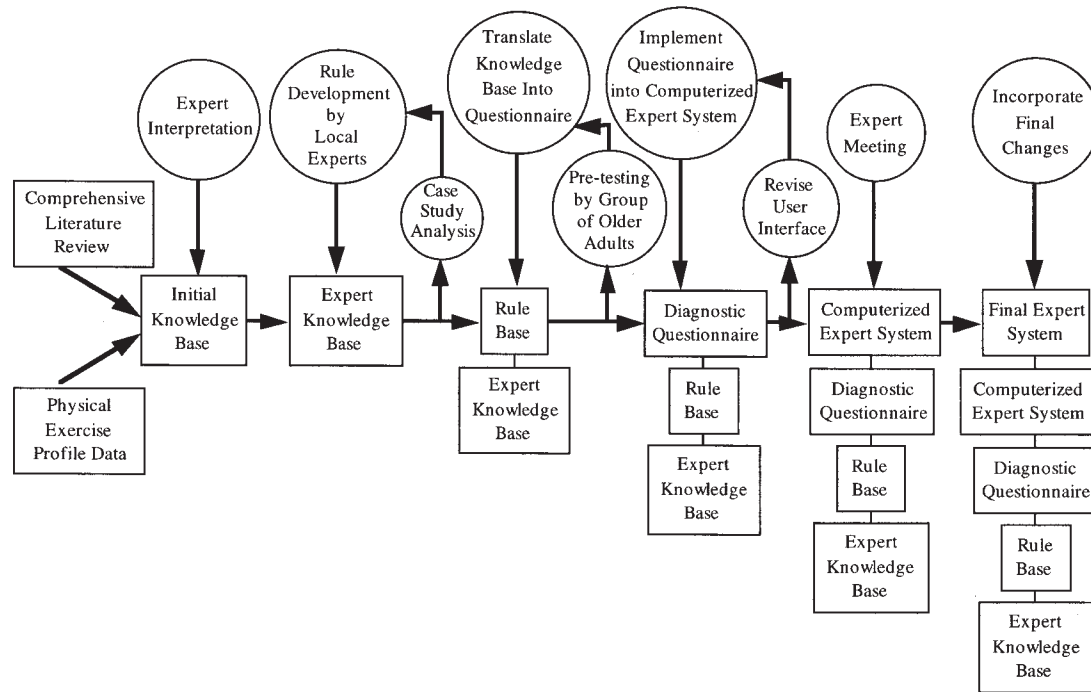 Expert
Interpretation
Rule
Development
by
Local
Experts
Case
Study
Analysis
Translate
Knowledge
Base Into
Questionnaire
Pre-testing
by Group
of Older
Adults
Implement
Questionnaire
into Computerized
Expert System
Revise
User
Interface
Expert
Meeting
Incorporate
Final
Changes
Comprehensive
Literature
Review
Physical
Exercise
Profile Data
Initial
Knowledge
Base
Expert
Knowledge
Base
Rule
Base
Expert
Knowledge
Base
Diagnostic
Questionnaire
Rule
Base
Expert
Knowledge
Base
Computerized
Expert System
Diagnostic
Questionnaire
Rule
Base
Expert
Knowledge
Base
Final Expert
System
Computerized
Expert System
Diagnostic
Questionnaire
Rule
Base
Expert
Knowledge
Base